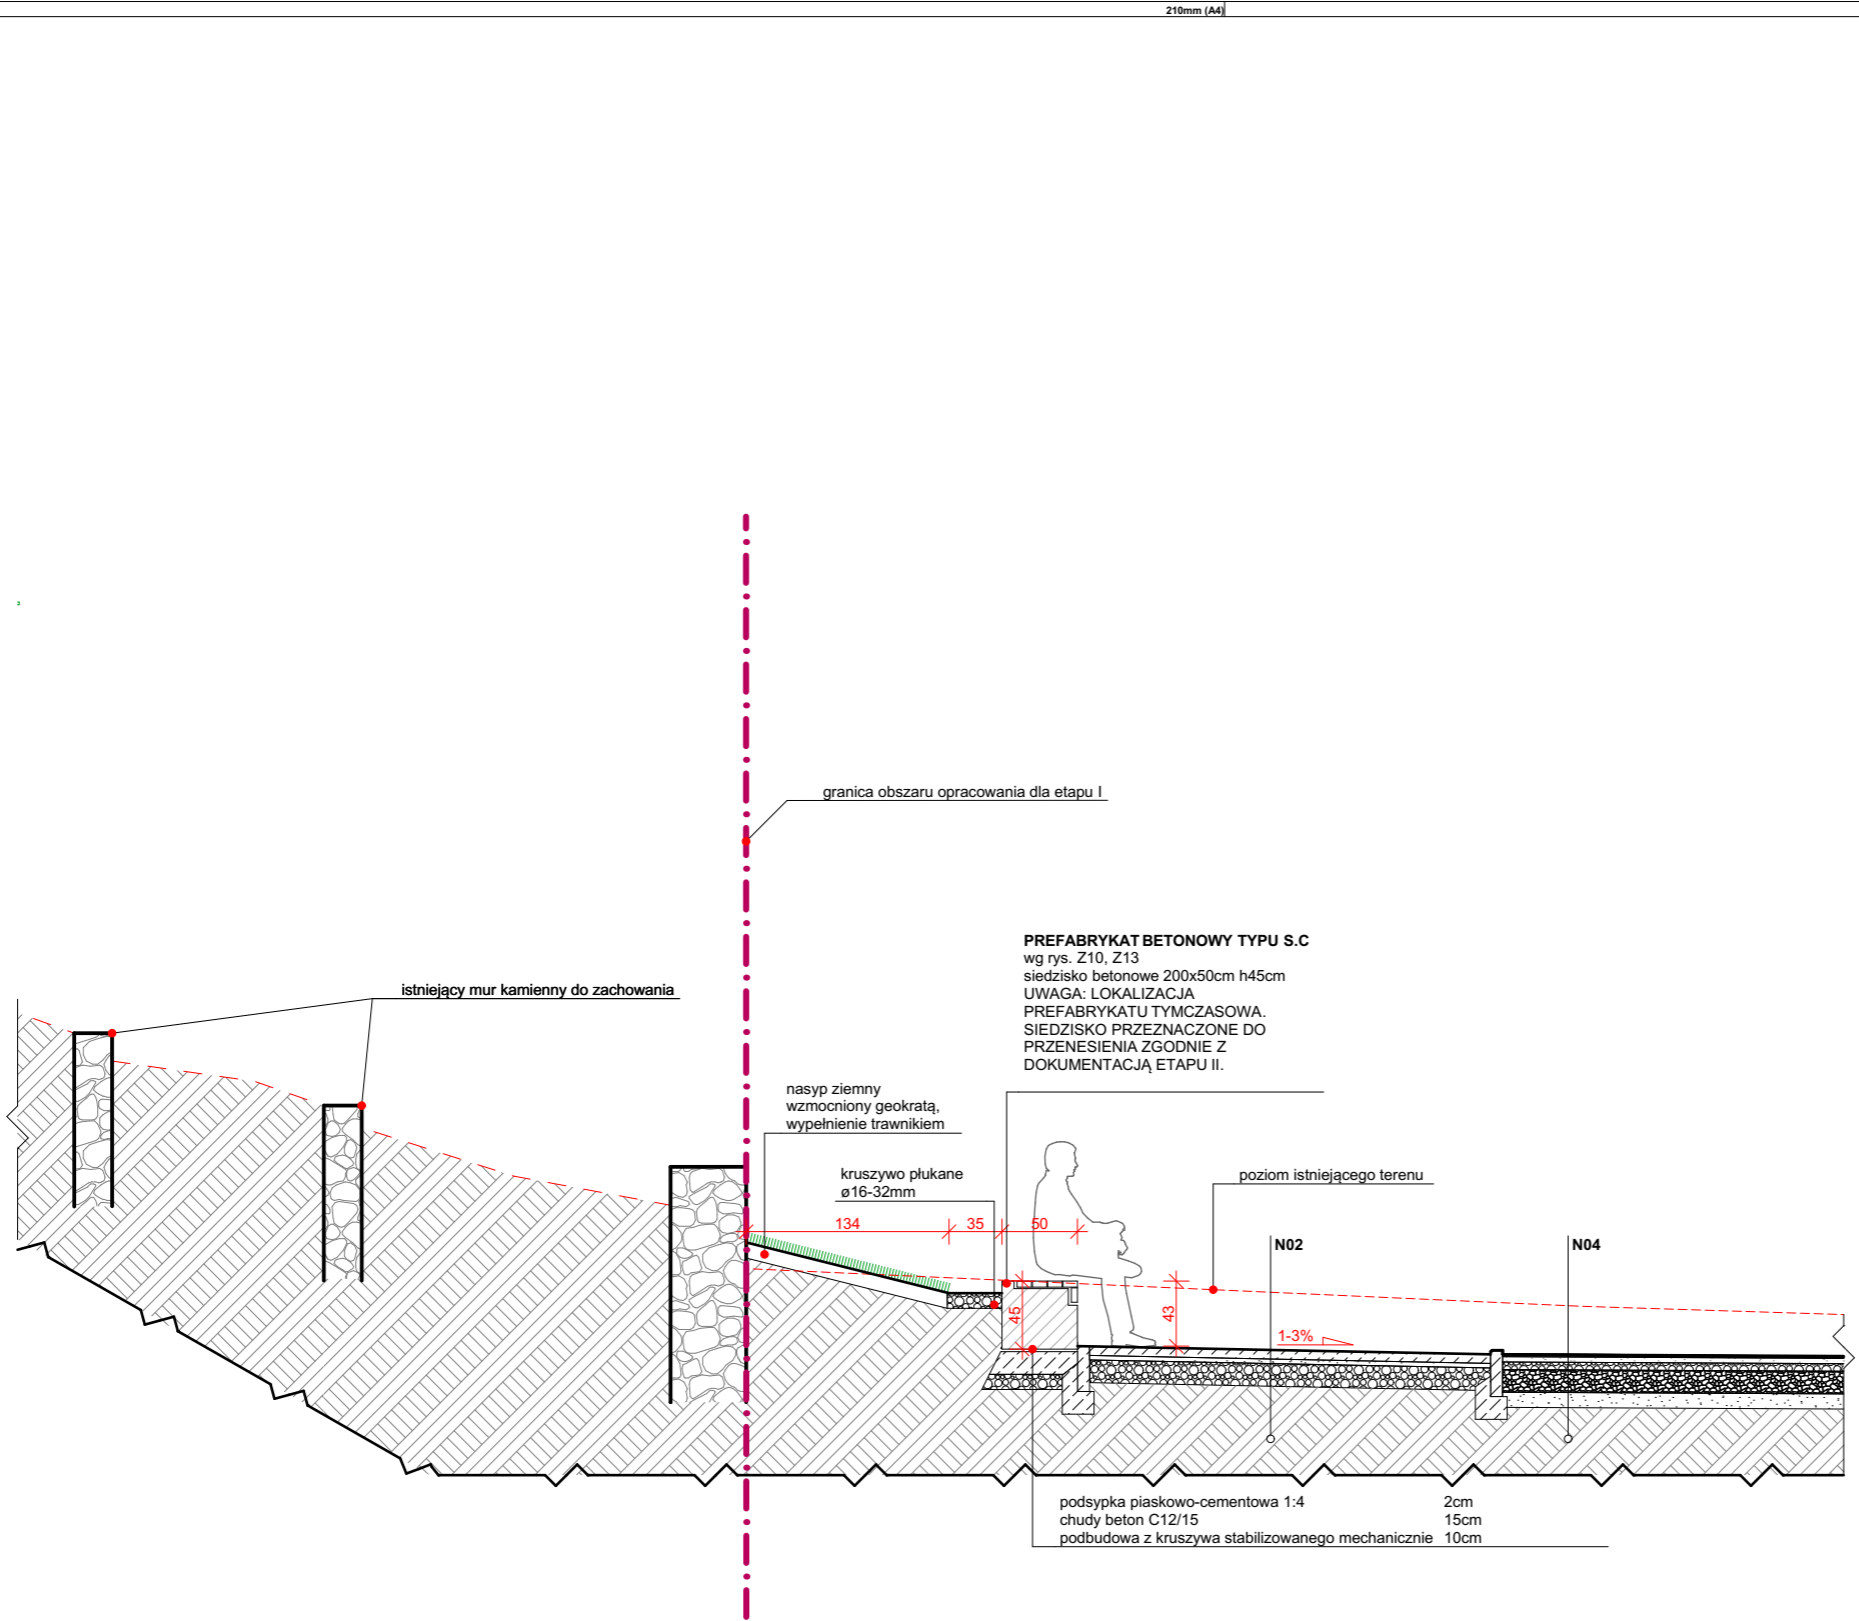 210mm (A4)
granica obszaru opracowania dla etapu I
PREFABRYKAT BETONOWY TYPU S.C
wg rys. Z10, Z13
siedzisko betonowe 200x50cm h45cm
UWAGA: LOKALIZACJA
PREFABRYKATU TYMCZASOWA.
SIEDZISKO PRZEZNACZONE DO
PRZENESIENIA ZGODNIE Z
DOKUMENTACJĄ ETAPU II.
istniejący mur kamienny do zachowania
nasyp ziemny
wzmocniony geokratą,
wypełnienie trawnikiem
kruszywo płukane
ø16-32mm
poziom istniejącego terenu
134
35
50
N02
N04
45
43
1-3%
podsypka piaskowo-cementowa 1:4 2cm
chudy beton C12/15 15cm
podbudowa z kruszywa stabilizowanego mechanicznie 10cm